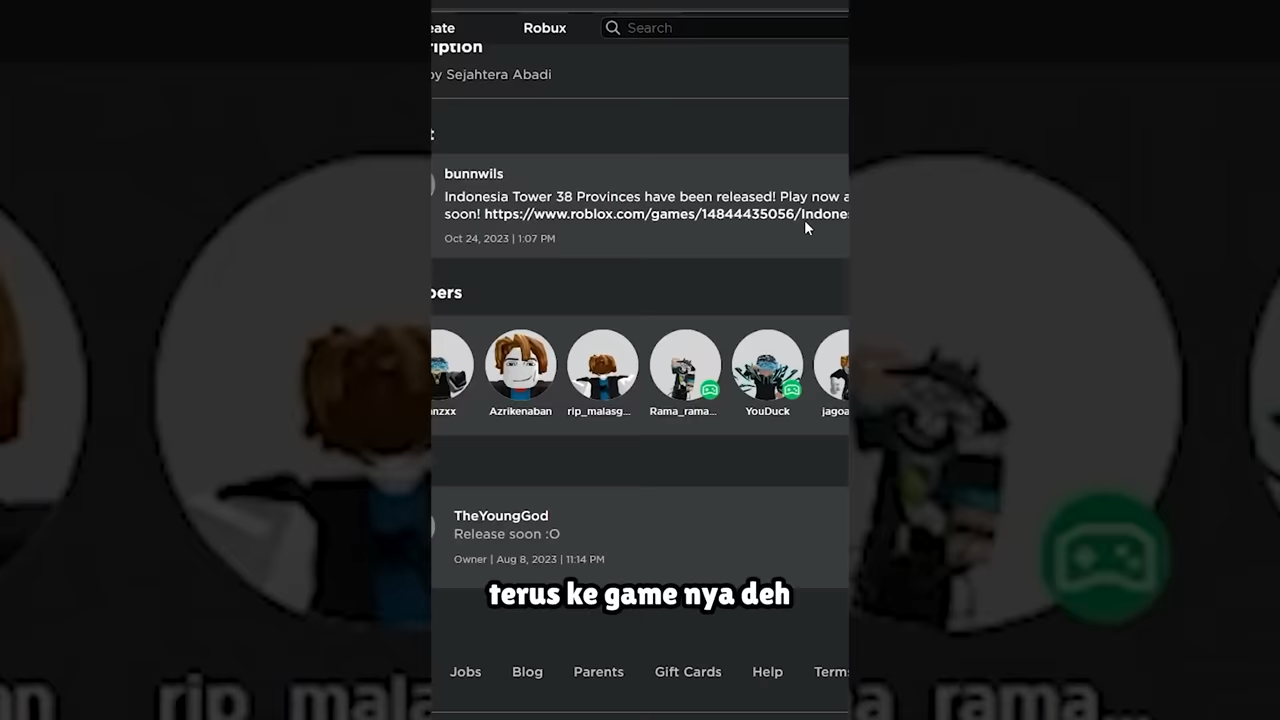 eate Robux Search
ription
by Sejahtera Abadi
bunnwils
Indonesia Tower 38 Provinces have been released! Play now a
soon! https://www.roblox.com/games/14844435056/Indone
Oct 24, 2023 | 1:07 PM
bers
nzxx Azrikenaban rip_malasg... Rama_rama... YouDuck jagoa
TheYoungGod
Release soon :O
Owner | Aug 8, 2023 | 11:14 PM
terus ke game nya deh
Jobs Blog Parents Gift Cards Help Terms